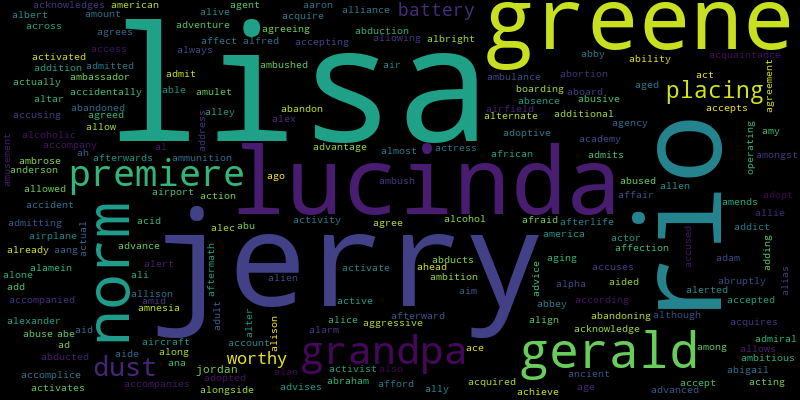 acknowledges american agent aaron alliance battery greene
albert amount alive acquire
across agrees adventure agreeing abduction allowing
always affect alfred accepting albright
lisa
activated access ambushed air abby ability acquaintance
addition admitted admit ambulance abortion act agreement
actually ambassador able amulet boarding aboard aged placing
altar accidentally abandon absence abusive accepts
abandoned alley airfield
accusing agreed address alex alternate additional
alcoholic allow advantage adoptive agency amy
accompany al almost actress african academy operating
ambrose ah afterwards ammunition lucinda admits amongst
anderson premiere ago ambush abused allen
amusement allowed airport action affair adopt
accident acid alec abu activity agree alcohol afraid afterlife amends
admitting america actor allie
airplane norm advance jerry rio affection addict
already aang actual abducts accused adding adam
alone alamein alert aftermath alien activate ahead advice aging accuses abruptly
add ali ambition alpha aided alerted alias
accompanied amid allison adult active aim abbey according accepted
amnesia afterward abandoning although
alexander aircraft alter alice aggressive align acknowledge acquires
abuse abe aid along account alison alarm grandpa ace gerald among admiral
ad aide worthy allows
abducted dust ana jordan activist also ancient ambitious
accomplice adopted alan abraham afford acquired age accept abigail
activates accompanies alongside advises ally achieve advanced acting